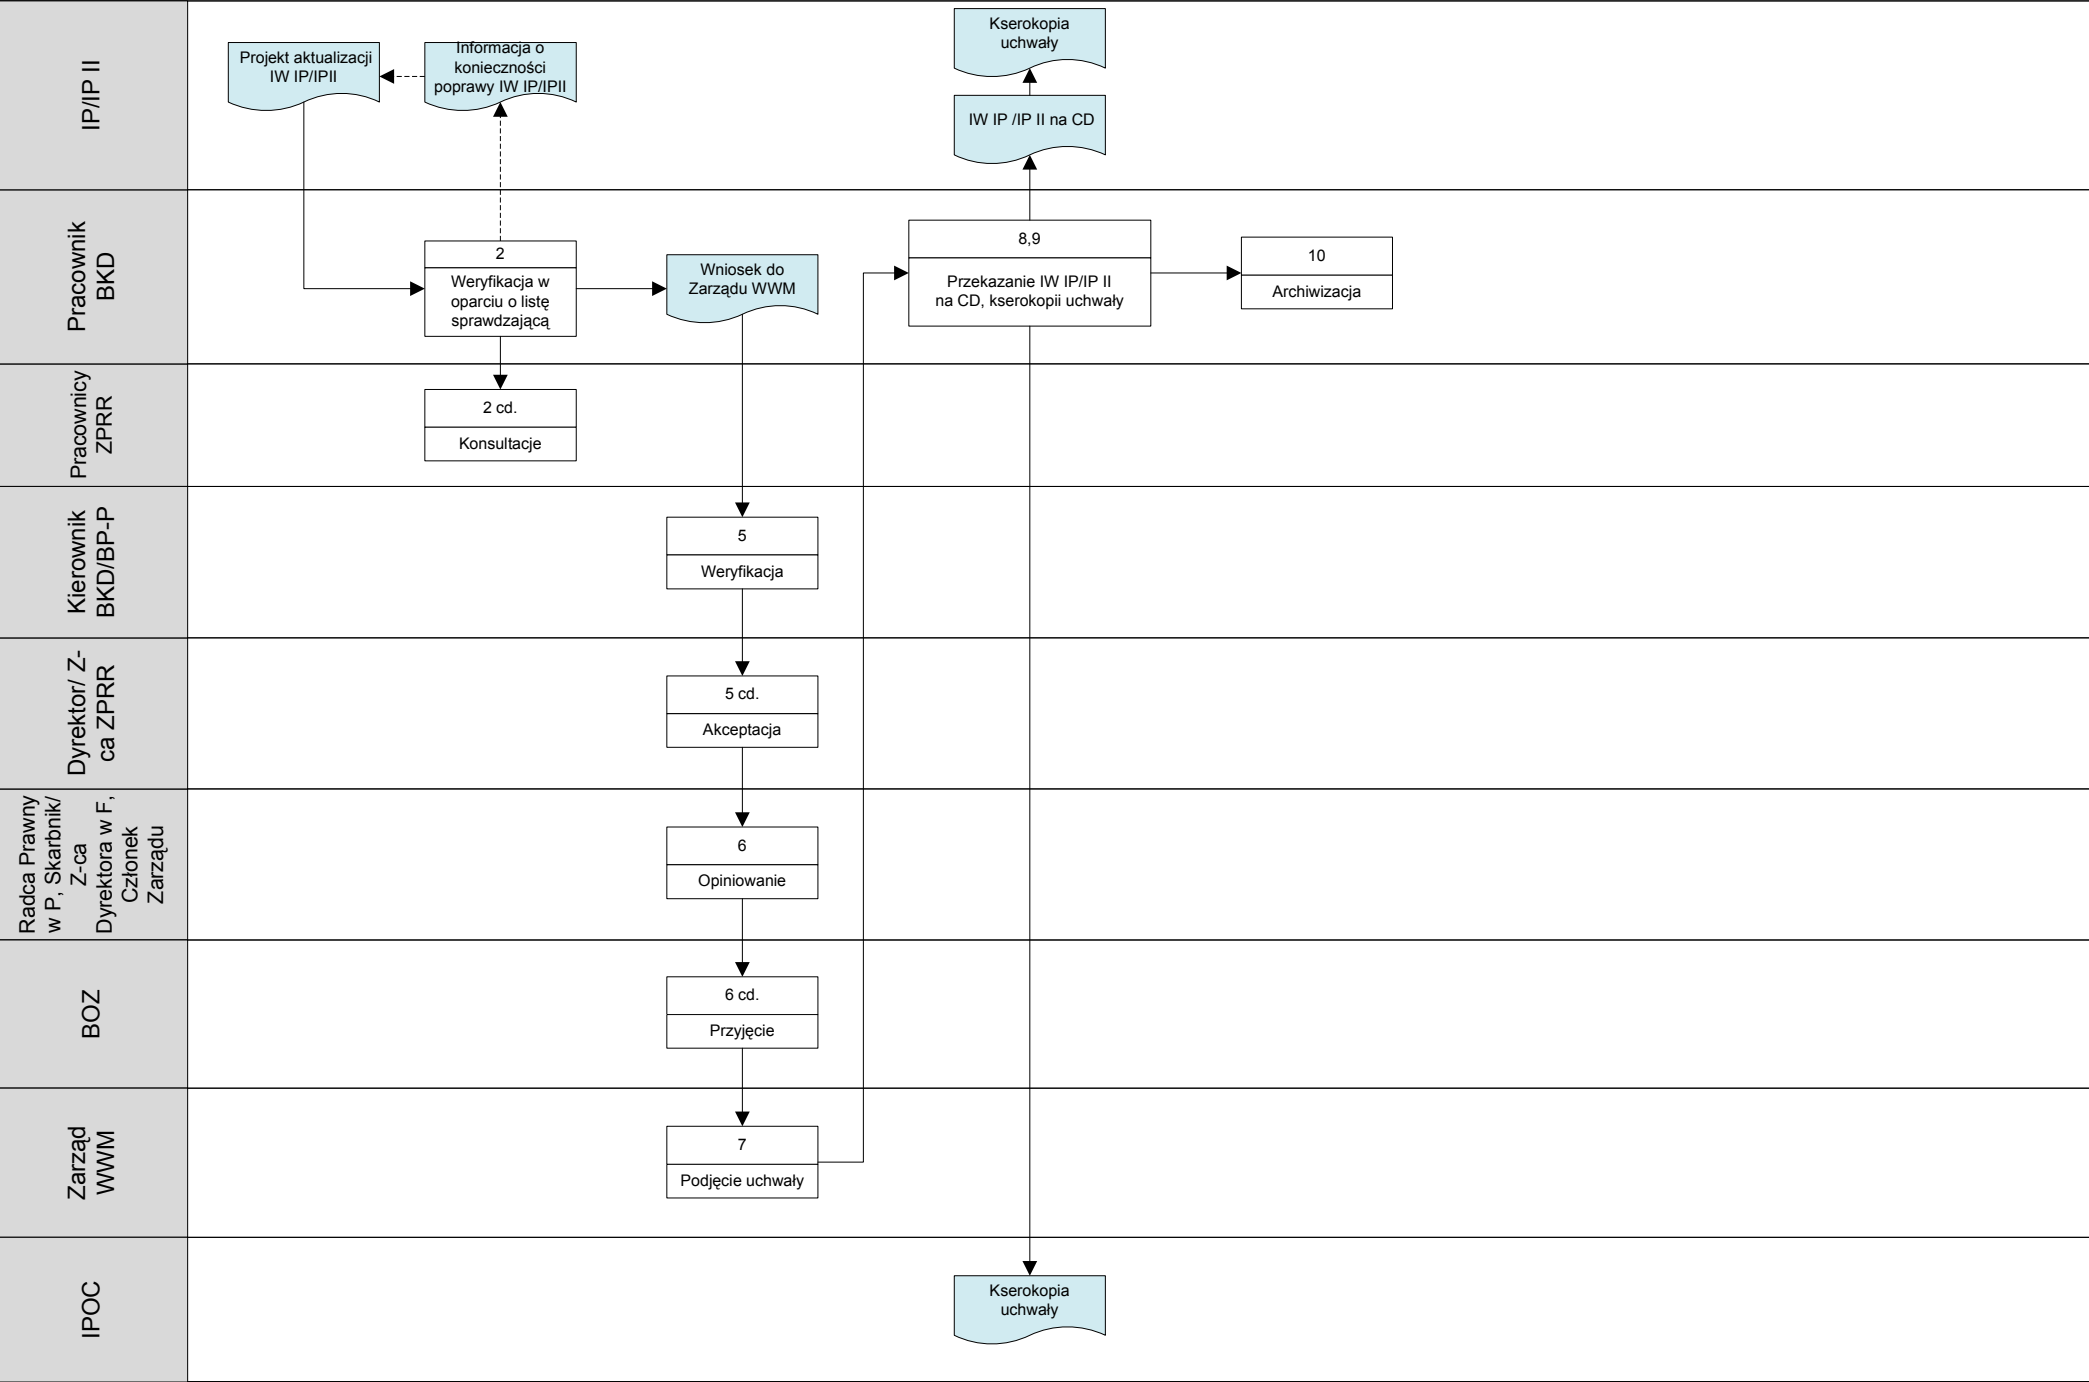 IP/IP II
Projekt aktualizacji
IW IP/IPII
Informacja o
konieczności
poprawy IW IP/IPII
Kserokopia
uchwały
IW IP /IP II na CD
Pracownik
BKD
2
Weryfikacja w
oparciu o listę
sprawdzającą
Wniosek do
Zarządu WWM
8,9
Przekazanie IW IP/IP II
na CD, kserokopii uchwały
10
Archiwizacja
Pracownicy
ZPRR
2 cd.
Konsultacje
Kierownik
BKD/BP-P
5
Weryfikacja
Dyrektor/ Z-
ca ZPRR
5 cd.
Akceptacja
Radca Prawny
w P, Skarbnik/
Z-ca
Dyrektora w F,
Członek
Zarządu
6
Opiniowanie
BOZ
6 cd.
Przyjęcie
Zarząd
WWM
7
Podjęcie uchwały
IPOC
Kserokopia
uchwały